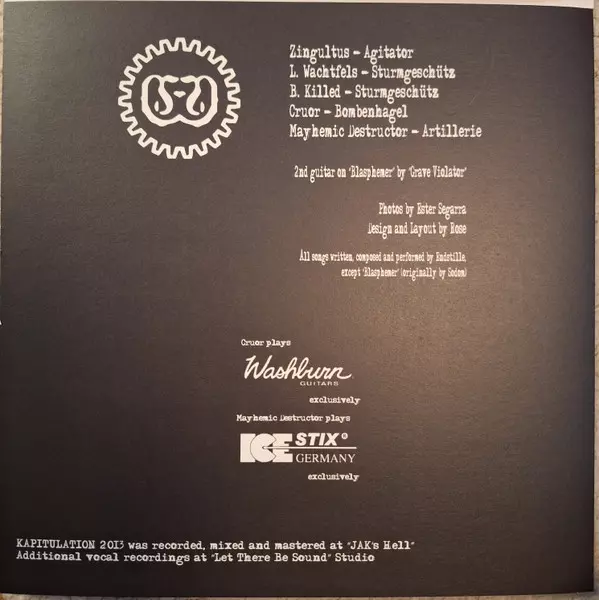 Zingultus – Agitator
L. Wachtfels – Sturmgeschütz
B. Killed – Sturmgeschütz
Cruor – Bombenhagel
Mayhemic Destructor – Artillerie
2nd guitar on 'Blasphemer' by 'Grave Violator'
Photos by Ester Segarra
Design and Layout by Rose
All songs written, composed and performed by Endstille,
except 'Blasphemer' (originally by Sodom)
Cruor plays
Washburn
GUITARS
exclusively
Mayhemic Destructor plays
ICE STIX®
GERMANY
exclusively
KAPITULATION 2013 was recorded, mixed and mastered at "JAK's Hell"
Additional vocal recordings at "Let There Be Sound" Studio